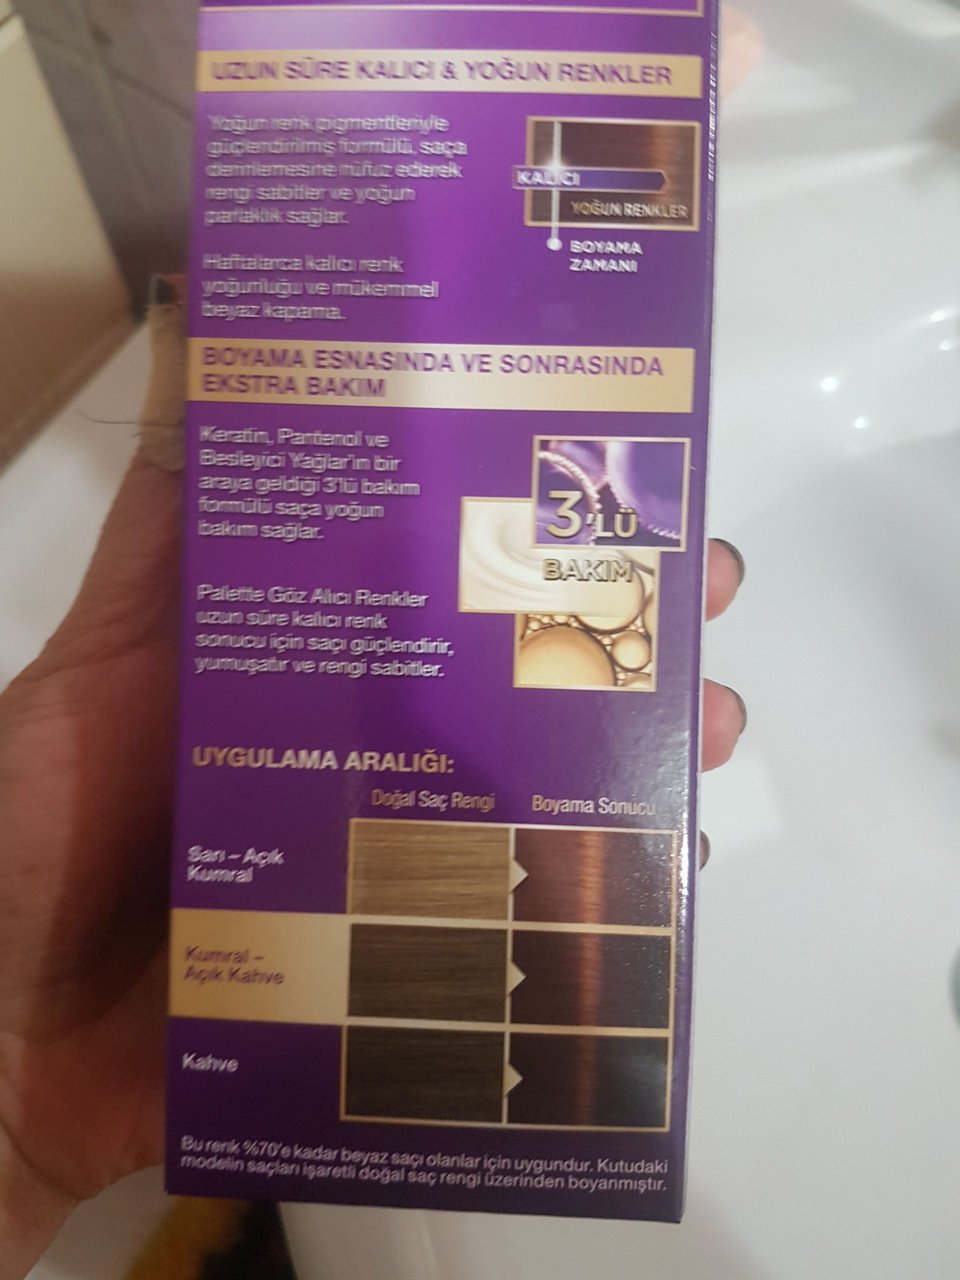 UZUN SÜRE KALICI & YOĞUN RENKLER
Yoğun renk pigmentleriyle
güçlendirilmiş formülü, saça
derinlemesine nüfuz ederek
rengi sabitler ve yoğun
parlaklık sağlar.
KALICI
YOĞUN RENKLER
BOYAMA
ZAMANI
Haftalarca kalıcı renk
yoğunluğu ve mükemmel
beyaz kapama.
BOYAMA ESNASINDA VE SONRASINDA
EKSTRA BAKIM
Keratin, Pantenol ve
Besleyici Yağlar'ın bir
araya geldiği 3'lü bakım
formülü saça yoğun
bakım sağlar.
3'LÜ
BAKIM
Palette Göz Alıcı Renkler
uzun süre kalıcı renk
sonucu için saçı güçlendirir,
yumuşatır ve rengi sabitler.
UYGULAMA ARALIĞI:
Doğal Saç Rengi Boyama Sonucu
Sarı – Açık
Kumral
Kumral –
Açık Kahve
Kahve
Bu renk %70'e kadar beyaz saçı olanlar için uygundur. Kutudaki
modelin saçları işaretli doğal saç rengi üzerinden boyanmıştır.